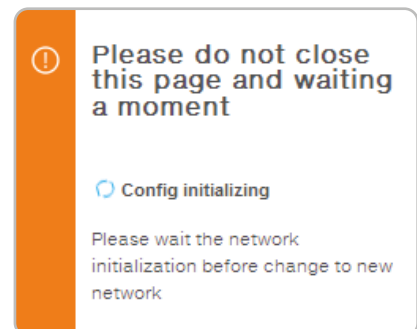 Please do not close
this page and waiting
a moment
Config initializing
Please wait the network
initialization before change to new
network